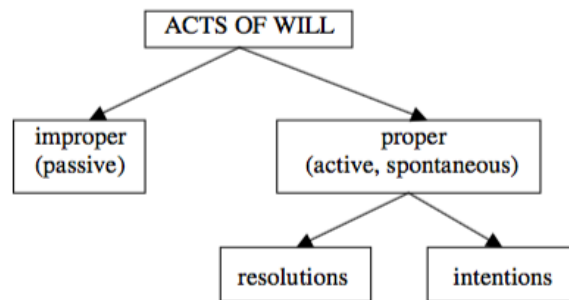 ACTS OF WILL
improper
(passive)
proper
(active, spontaneous)
resolutions
intentions